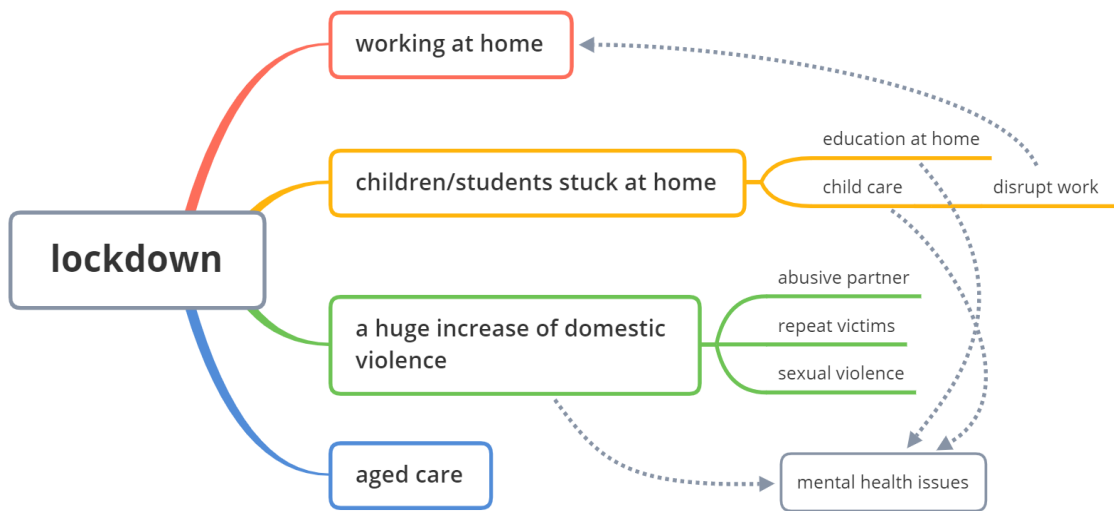 working at home
education at home
children/students stuck at home
child care
disrupt work
lockdown
abusive partner
a huge increase of domestic
violence
repeat victims
sexual violence
aged care
mental health issues